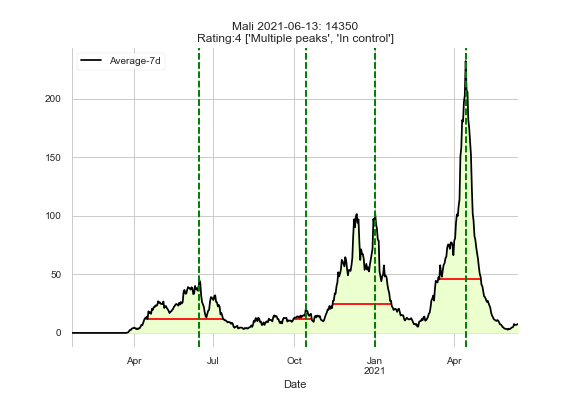 Mali 2021-06-13: 14350
Rating:4 ['Multiple peaks', 'In control']
Average-7d
200
150
100
50
0
Apr
Jul
Oct
Jan
2021
Apr
Date